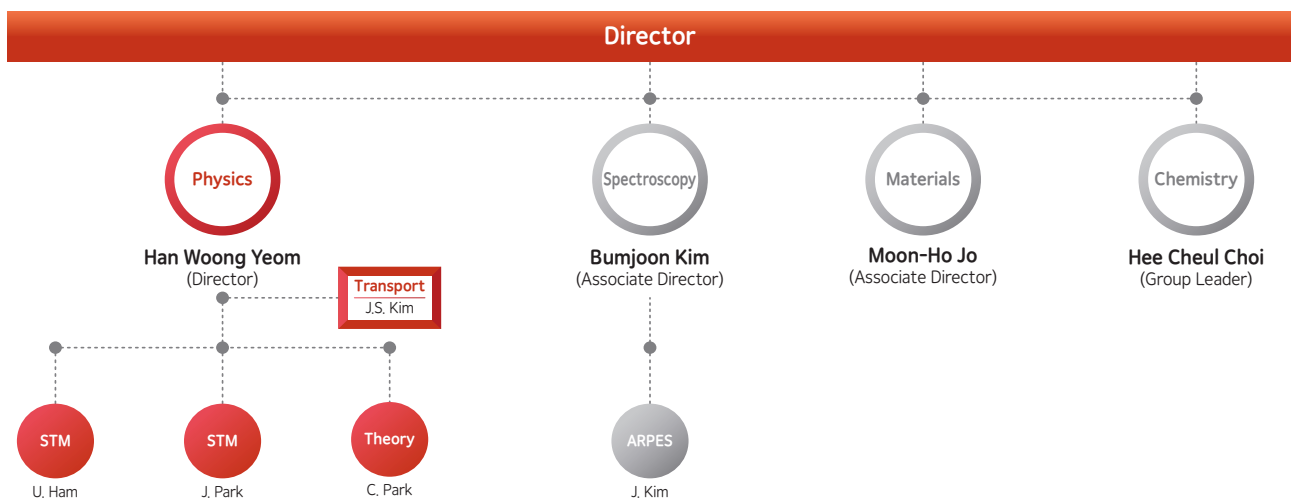 Director
Physics
Spectroscopy
Materials
Chemistry
Han Woong Yeom
(Director)
Bumjoon Kim
(Associate Director)
Moon-Ho Jo
(Associate Director)
Hee Cheul Choi
(Group Leader)
Transport
J.S. Kim
STM
STM
Theory
ARPES
U. Ham
J. Park
C. Park
J. Kim